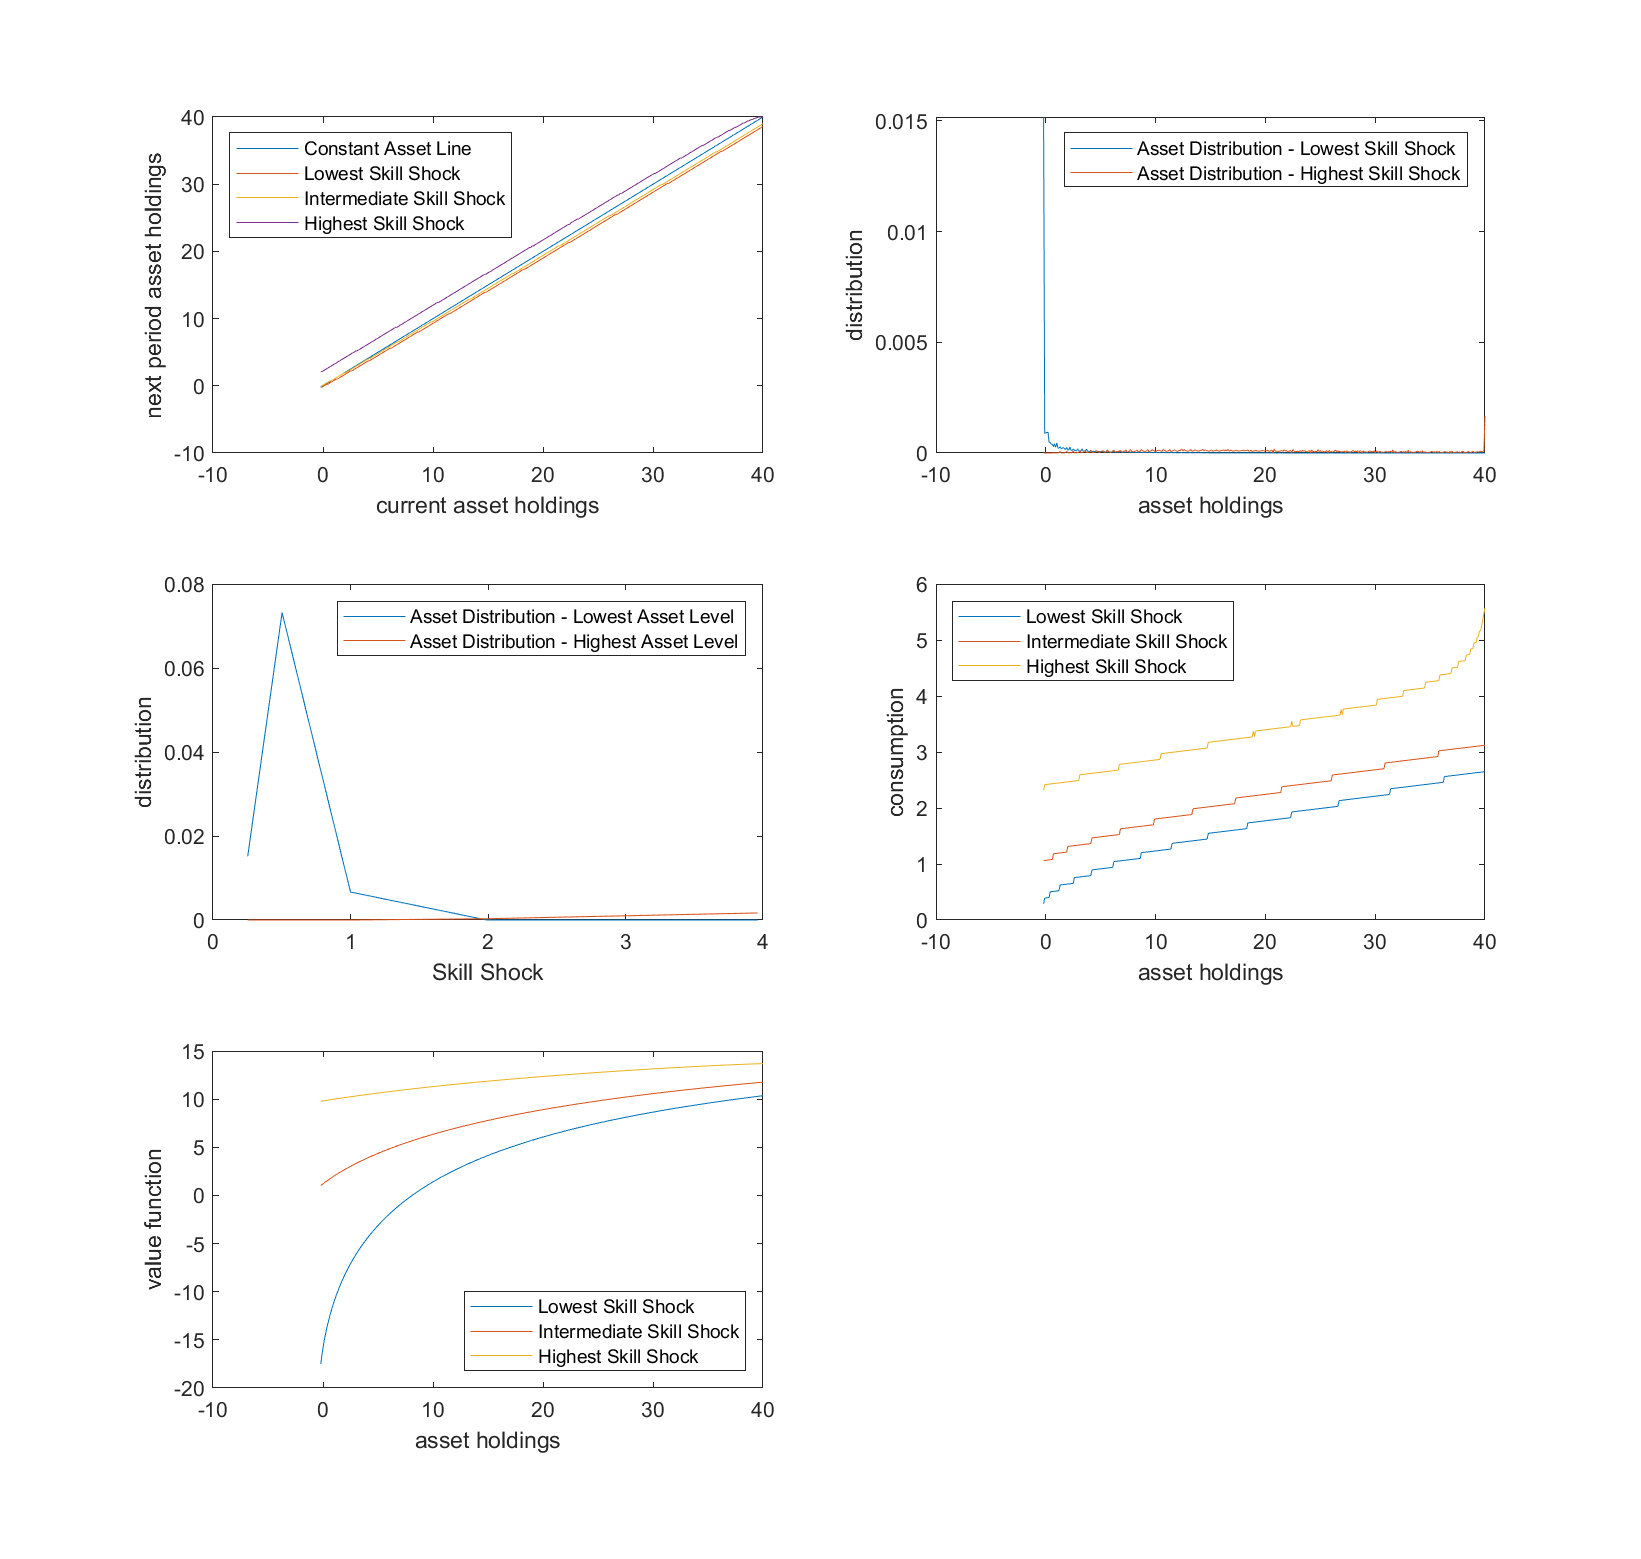 40
30
20
10
0
-10
-10
0
10
20
30
40
next period asset holdings
current asset holdings
Constant Asset Line
Lowest Skill Shock
Intermediate Skill Shock
Highest Skill Shock
0.015
0.01
0.005
0
-10
0
10
20
30
40
distribution
asset holdings
Asset Distribution - Lowest Skill Shock
Asset Distribution - Highest Skill Shock
0.08
0.06
0.04
0.02
0
0
1
2
3
4
distribution
Skill Shock
Asset Distribution - Lowest Asset Level
Asset Distribution - Highest Asset Level
6
5
4
3
2
1
0
-10
0
10
20
30
40
consumption
asset holdings
Lowest Skill Shock
Intermediate Skill Shock
Highest Skill Shock
15
10
5
0
-5
-10
-15
-20
-10
0
10
20
30
40
value function
asset holdings
Lowest Skill Shock
Intermediate Skill Shock
Highest Skill Shock